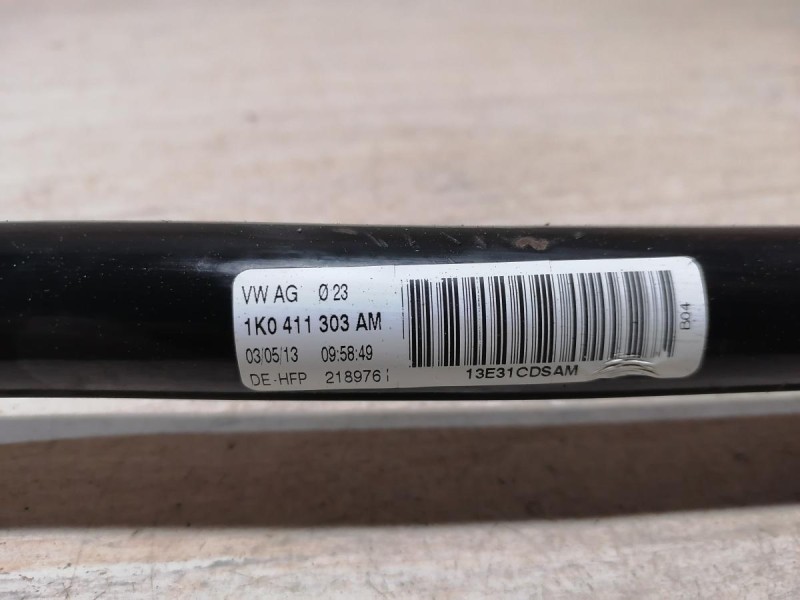 VW AG Ø 23
1K0 411 303 AM
03/05/13 09:58:49
DE-HFP 218976
13E31CDSAM
B04